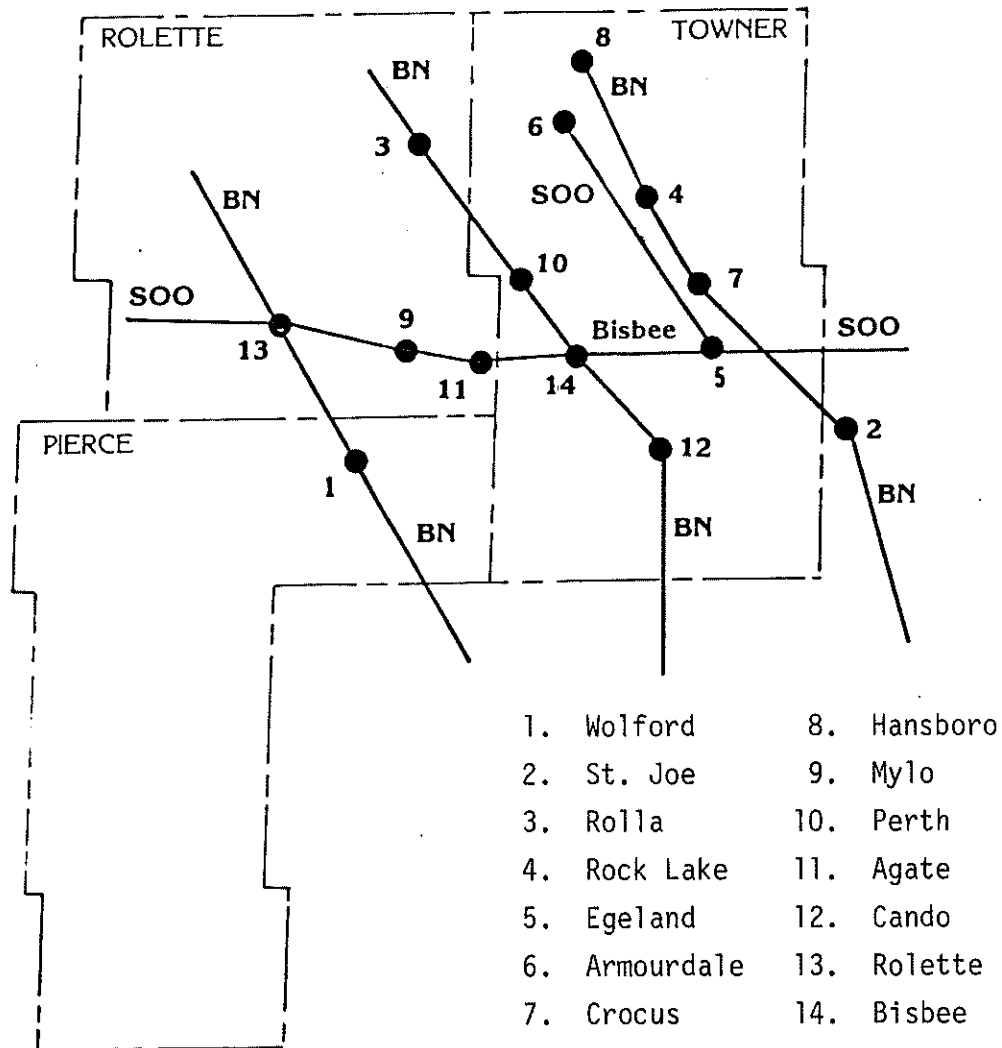 ROLETTE
TOWNER
8
BN
BN
6
3
SOO
4
BN
10
7
SOO
9
Bisbee
SOO
13
11
14
5
PIERCE
12
2
1
BN
BN
BN
1. Wolford
2. St. Joe
3. Rolla
4. Rock Lake
5. Egeland
6. Armourdale
7. Crocus
8. Hansboro
9. Mylo
10. Perth
11. Agate
12. Cando
13. Rolette
14. Bisbee